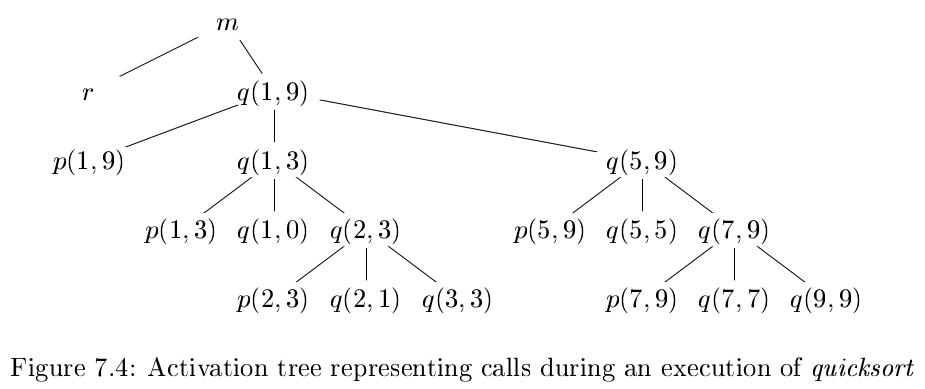 m
r q(1, 9)
p(1, 9) q(1, 3) q(5, 9)
p(1, 3) q(1, 0) q(2, 3) p(5, 9) q(5, 5) q(7, 9)
p(2, 3) q(2, 1) q(3, 3) p(7, 9) q(7, 7) q(9, 9)
Figure 7.4: Activation tree representing calls during an execution of quicksort